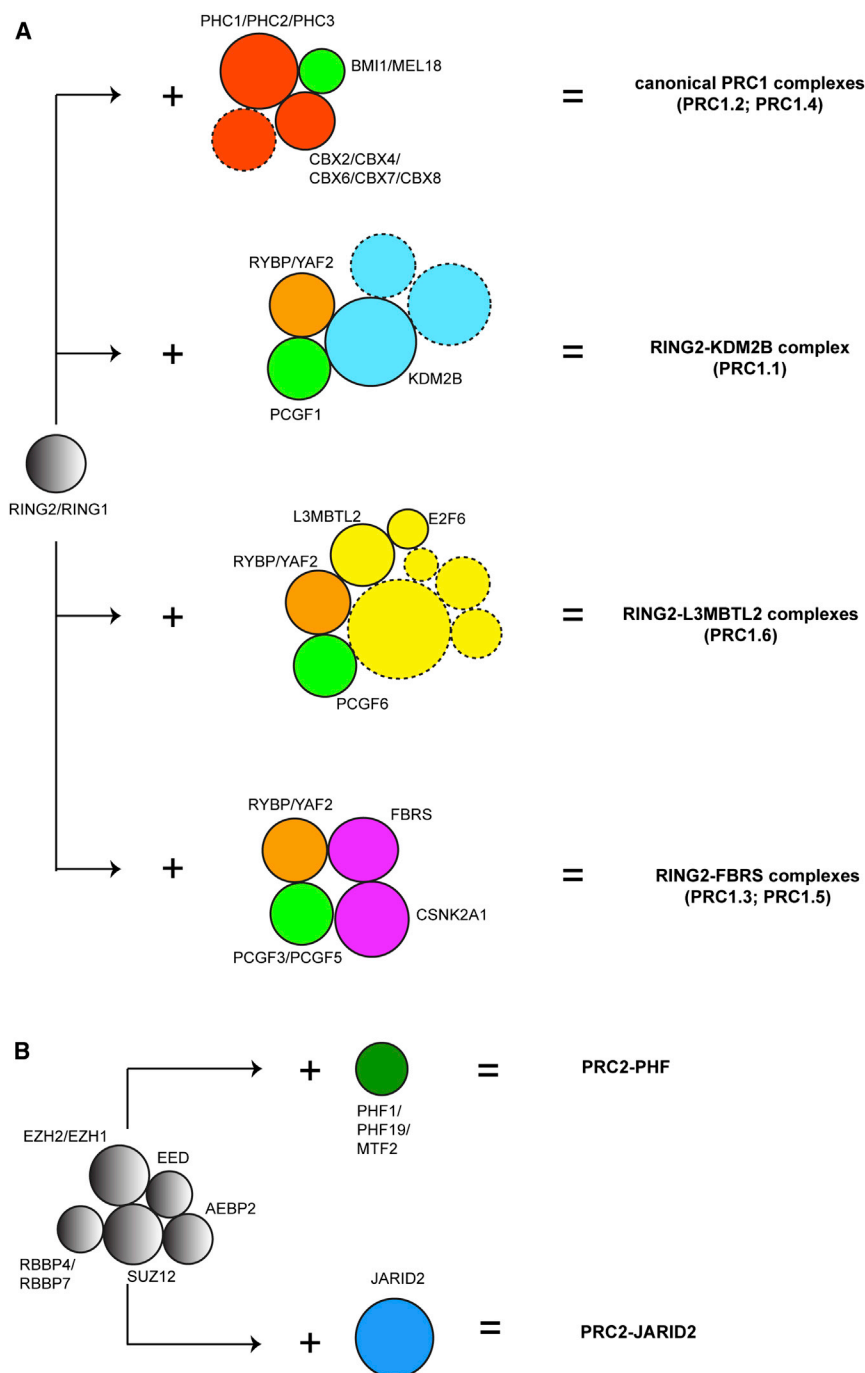 A
PHC1/PHC2/PHC3
BMI1/MEL18
+
=
canonical PRC1 complexes
(PRC1.2; PRC1.4)
CBX2/CBX4/
CBX6/CBX7/CBX8
RYBP/YAF2
+
=
RING2-KDM2B complex
(PRC1.1)
KDM2B
PCGF1
RING2/RING1
L3MBTL2
E2F6
RYBP/YAF2
+
=
RING2-L3MBTL2 complexes
(PRC1.6)
PCGF6
RYBP/YAF2
FBRS
+
=
RING2-FBRS complexes
(PRC1.3; PRC1.5)
CSNK2A1
PCGF3/PCGF5
B
+
=
PRC2-PHF
PHF1/
PHF19/
MTF2
EZH2/EZH1
EED
AEBP2
RBBP4/
RBBP7
SUZ12
JARID2
+
=
PRC2-JARID2